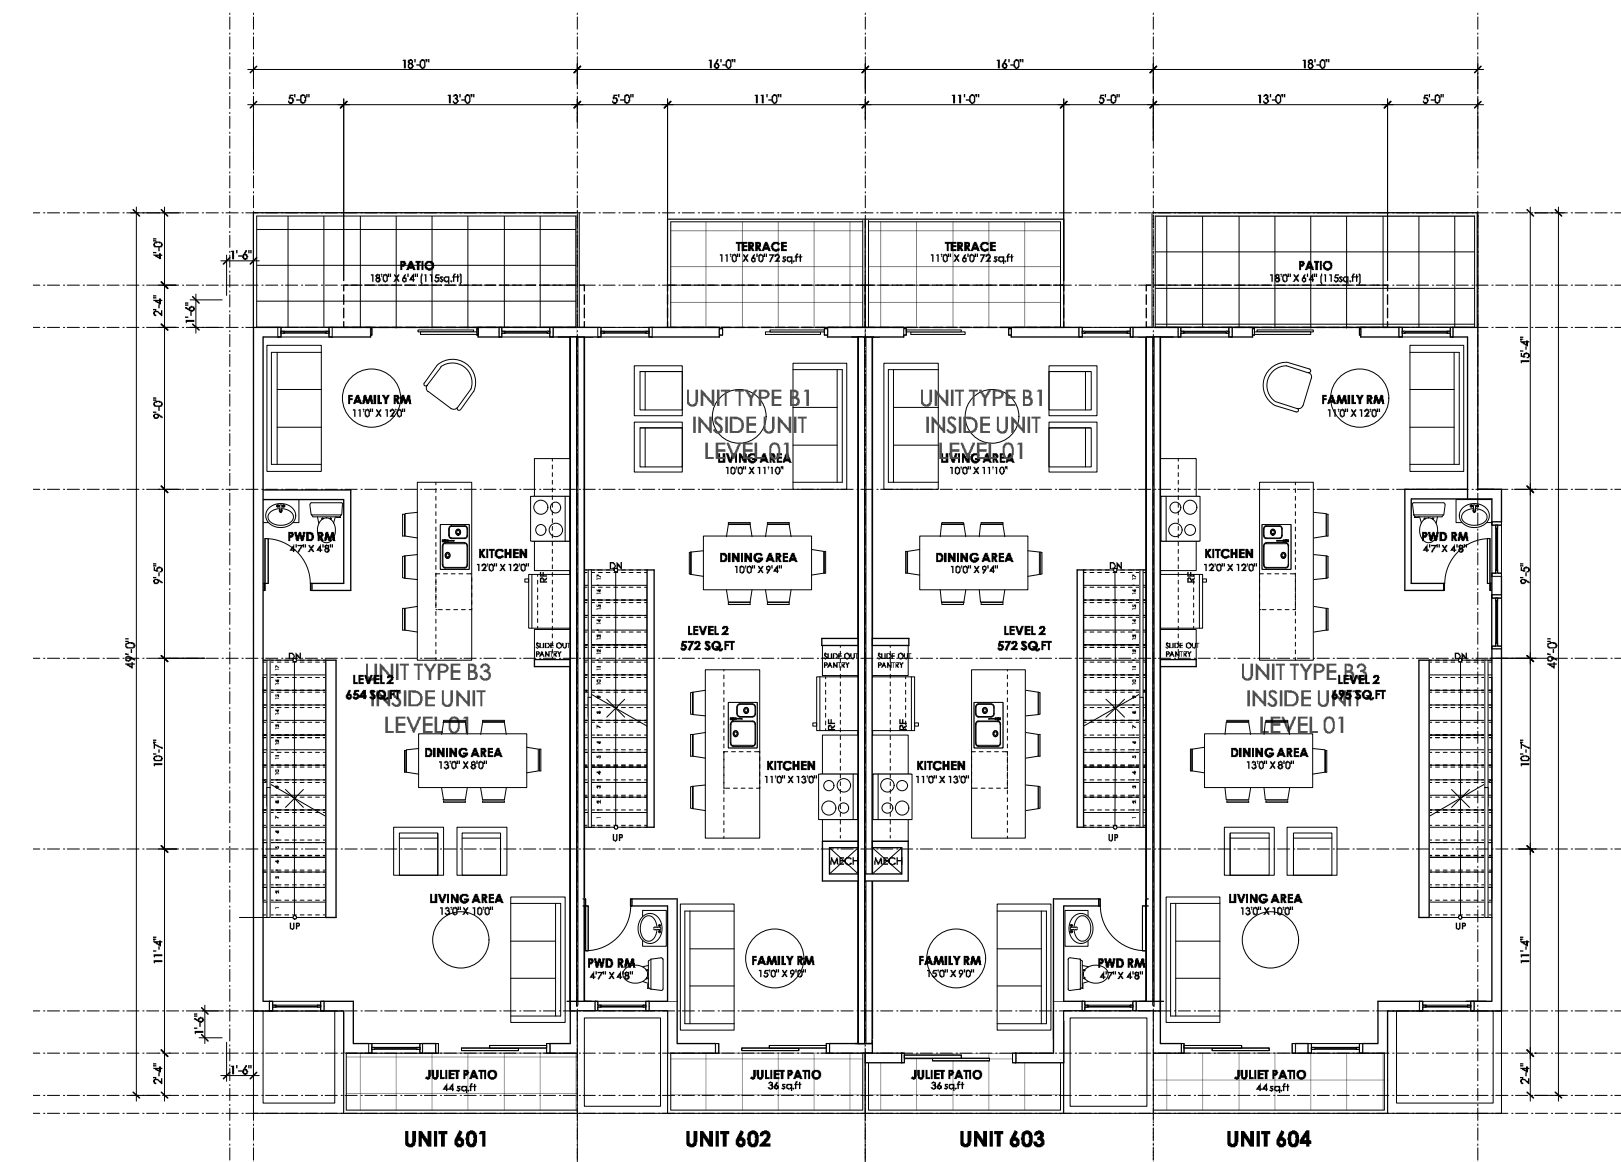 18'-0" 16'-0" 16'-0" 18'-0"
5'-0" 13'-0" 5'-0" 11'-0" 11'-0" 5'-0" 13'-0" 5'-0"
4'-0"
1'-6"
2'-4"
1'-6"
9'-0"
9'-5"
49'-0"
10'-7"
11'-4"
1'-6"
1'-6"
2'-4"
PATIO
18'0" X 6'4" (115sq.ft)
FAMILY RM
11'0" X 12'0"
PWD RM
4'7" X 4'8"
KITCHEN
12'0" X 12'0"
RF
SLIDE OUT
PANTRY
DN
UNIT TYPE B3
INSIDE UNIT
LEVEL 01
LEVEL 2
654 SQ.FT
DINING AREA
13'0" X 8'0"
LIVING AREA
13'0" X 10'0"
UP
JULIET PATIO
44 sq.ft
UNIT 601
TERRACE
11'0" X 6'0" 72 sq.ft
UNIT TYPE B1
INSIDE UNIT
LEVEL 01
LIVING AREA
10'0" X 11'10"
DINING AREA
10'0" X 9'4"
DN
LEVEL 2
572 SQ.FT
SLIDE OUT
PANTRY
RF
KITCHEN
11'0" X 13'0"
UP
MECH
PWD RM
4'7" X 4'8"
FAMILY RM
15'0" X 9'0"
JULIET PATIO
36 sq.ft
UNIT 602
TERRACE
11'0" X 6'0" 72 sq.ft
UNIT TYPE B1
INSIDE UNIT
LEVEL 01
LIVING AREA
10'0" X 11'10"
DINING AREA
10'0" X 9'4"
DN
LEVEL 2
572 SQ.FT
SLIDE OUT
PANTRY
RF
KITCHEN
11'0" X 13'0"
UP
MECH
FAMILY RM
15'0" X 9'0"
PWD RM
4'7" X 4'8"
JULIET PATIO
36 sq.ft
UNIT 603
PATIO
18'0" X 6'4" (115sq.ft)
FAMILY RM
11'0" X 12'0"
PWD RM
4'7" X 4'8"
KITCHEN
12'0" X 12'0"
RF
SLIDE OUT
PANTRY
DN
UNIT TYPE B3
INSIDE UNIT
LEVEL 01
LEVEL 2
695 SQ.FT
DINING AREA
13'0" X 8'0"
LIVING AREA
13'0" X 10'0"
UP
JULIET PATIO
44 sq.ft
UNIT 604
15'-4"
9'-5"
49'-0"
10'-7"
11'-4"
2'-4"